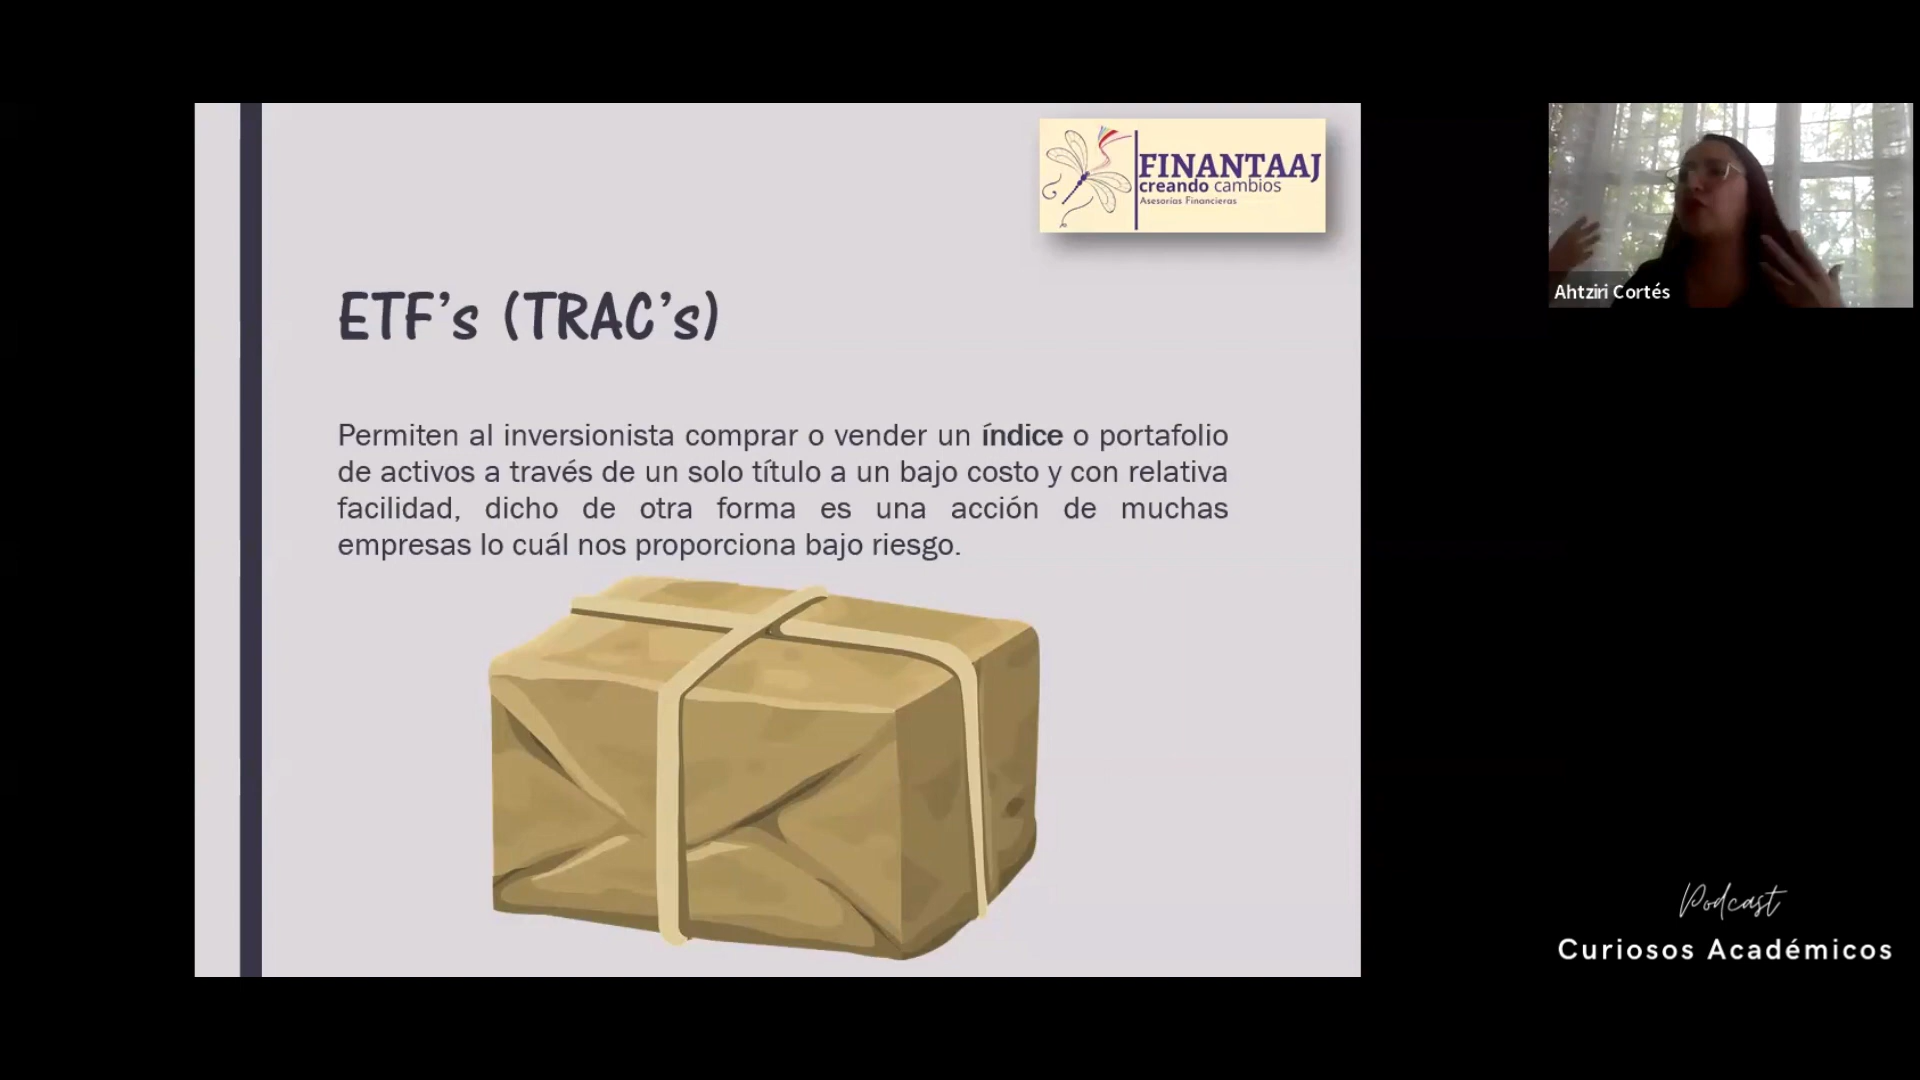 FINANTAAJ
creando cambios
Asesorías Financieras
ETF's (TRAC's)
Permiten al inversionista comprar o vender un índice o portafolio
de activos a través de un solo título a un bajo costo y con relativa
facilidad, dicho de otra forma es una acción de muchas
empresas lo cuál nos proporciona bajo riesgo.
Ahtziri Cortés
Podcast
Curiosos Académicos